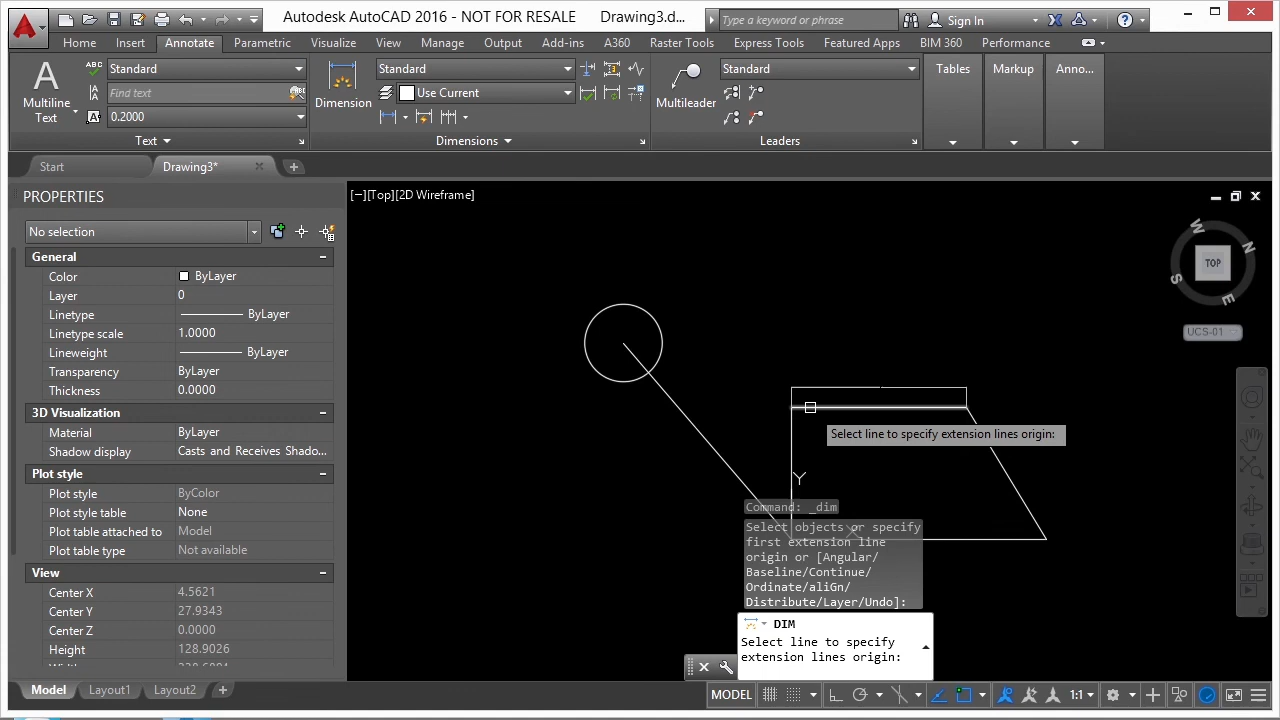 Autodesk AutoCAD 2016 - NOT FOR RESALE Drawing3.d... Type a keyword or phrase Sign In
Home Insert Annotate Parametric Visualize View Manage Output Add-ins A360 Raster Tools Express Tools Featured Apps BIM 360 Performance
A Multiline Text
ABC Standard
Find text
A 0.2000
Text
Dimension
Standard
Use Current
Dimensions
Multileader
Standard
Leaders
Tables
Markup
Anno...
Start Drawing3*
PROPERTIES
No selection
General
Color ByLayer
Layer 0
Linetype ByLayer
Linetype scale 1.0000
Lineweight ByLayer
Transparency ByLayer
Thickness 0.0000
3D Visualization
Material ByLayer
Shadow display Casts and Receives Shado...
Plot style
Plot style ByColor
Plot style table None
Plot table attached to Model
Plot table type Not available
View
Center X 4.5621
Center Y 27.9343
Center Z 0.0000
Height 128.9026
[−][Top][2D Wireframe]
W
N
TOP
S
E
UCS-01...
Select line to specify extension lines origin:
Y
X
Command: _dim
Select objects or specify
first extension line
origin or [Angular/
Baseline/Continue/
Ordinate/aliGn/
Distribute/Layer/Undo]:
DIM
Select line to specify
extension lines origin:
Model Layout1 Layout2
MODEL 1:1